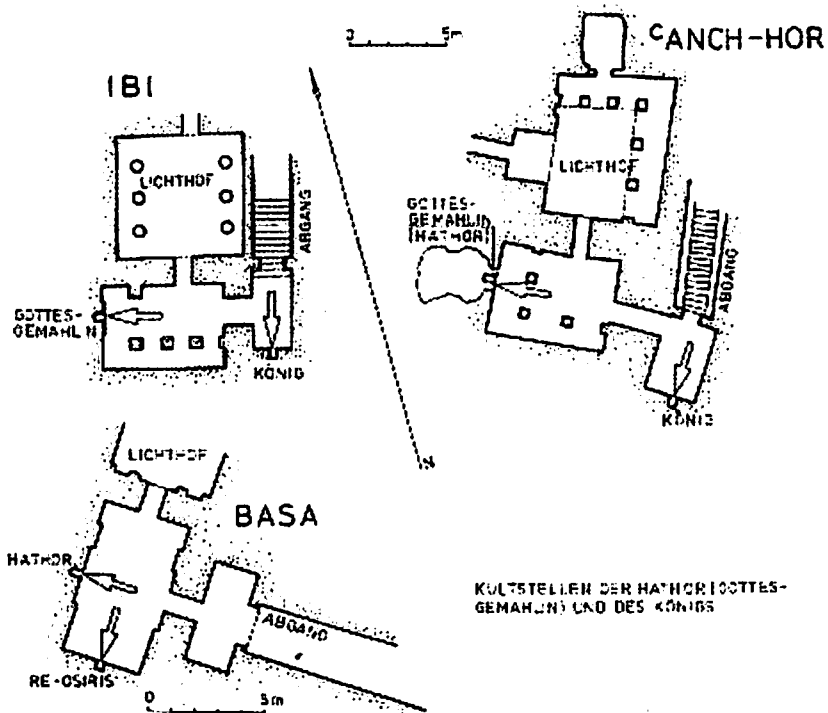 0 5m
ᶜANCH-HOR
IBI
LICHTHOF
ABGANG
GOTTES-
GEMAHLIN
KÖNIG
LICHTHOF
GOTTES-
GEMAHLIN
(HATHOR)
ABGANG
KÖNIG
N
LICHTHOF
BASA
HATHOR
ABGANG
RE-OSIRIS
0 5m
KULTSTELLEN DER HATHOR (GOTTES-
GEMAHLIN) UND DES KÖNIGS